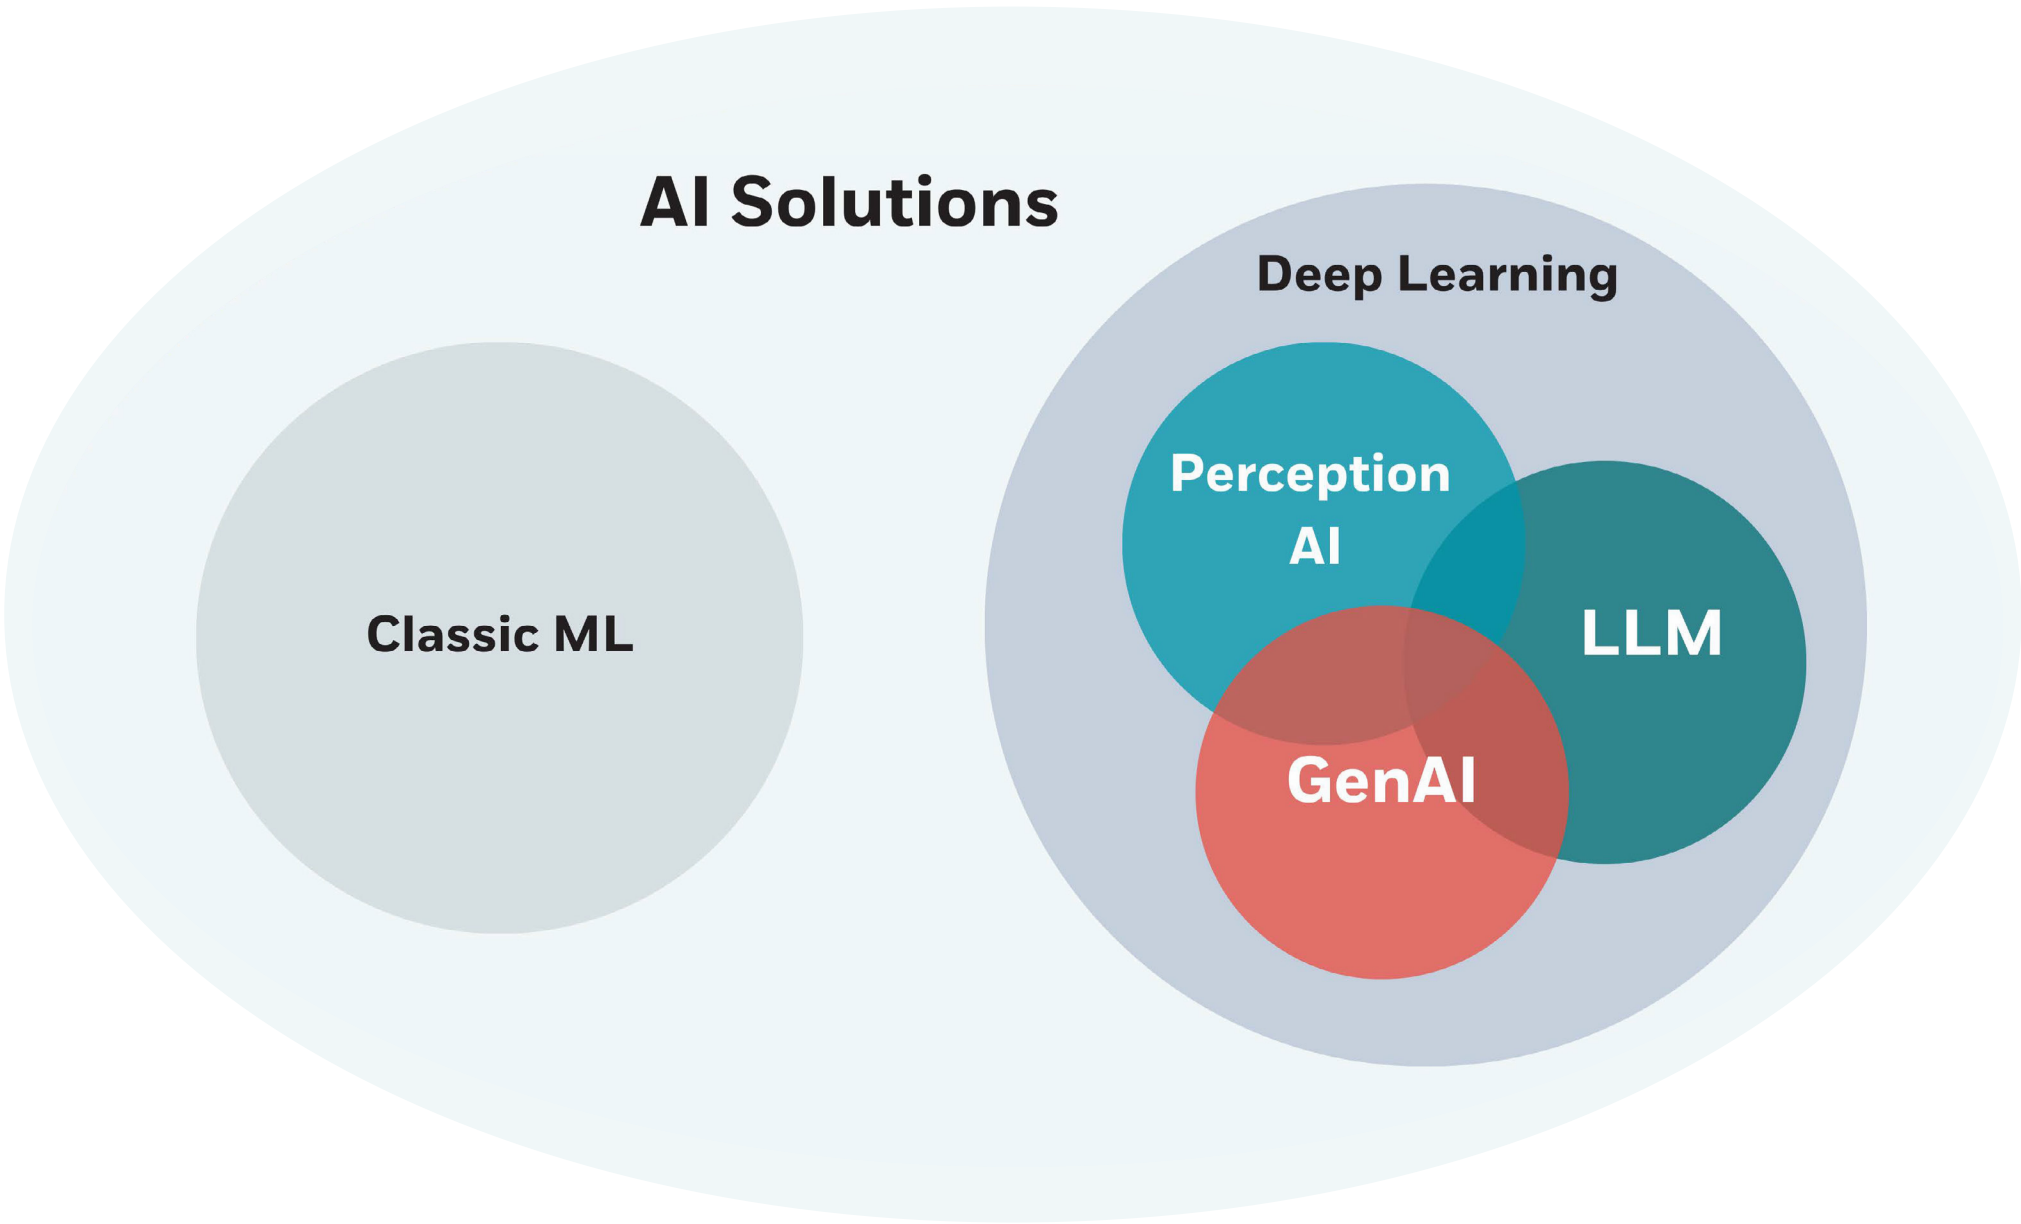 AI Solutions
Deep Learning
Perception
AI
Classic ML
LLM
GenAI